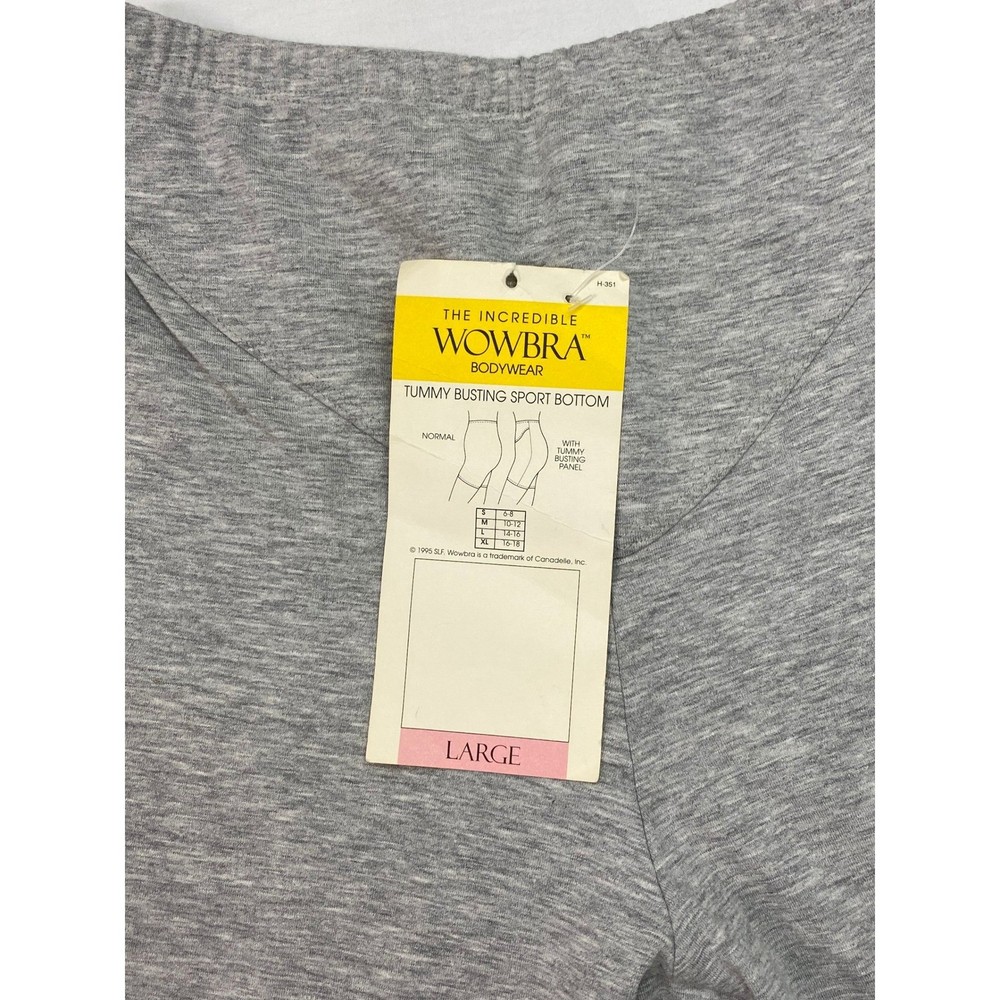 H-351
THE INCREDIBLE
WOWBRA™
BODYWEAR
TUMMY BUSTING SPORT BOTTOM
NORMAL
WITH
TUMMY
BUSTING
PANEL
S 6-8
M 10-12
L 14-16
XL 16-18
© 1995 SLF. Wowbra is a trademark of Canadelle, Inc.
LARGE